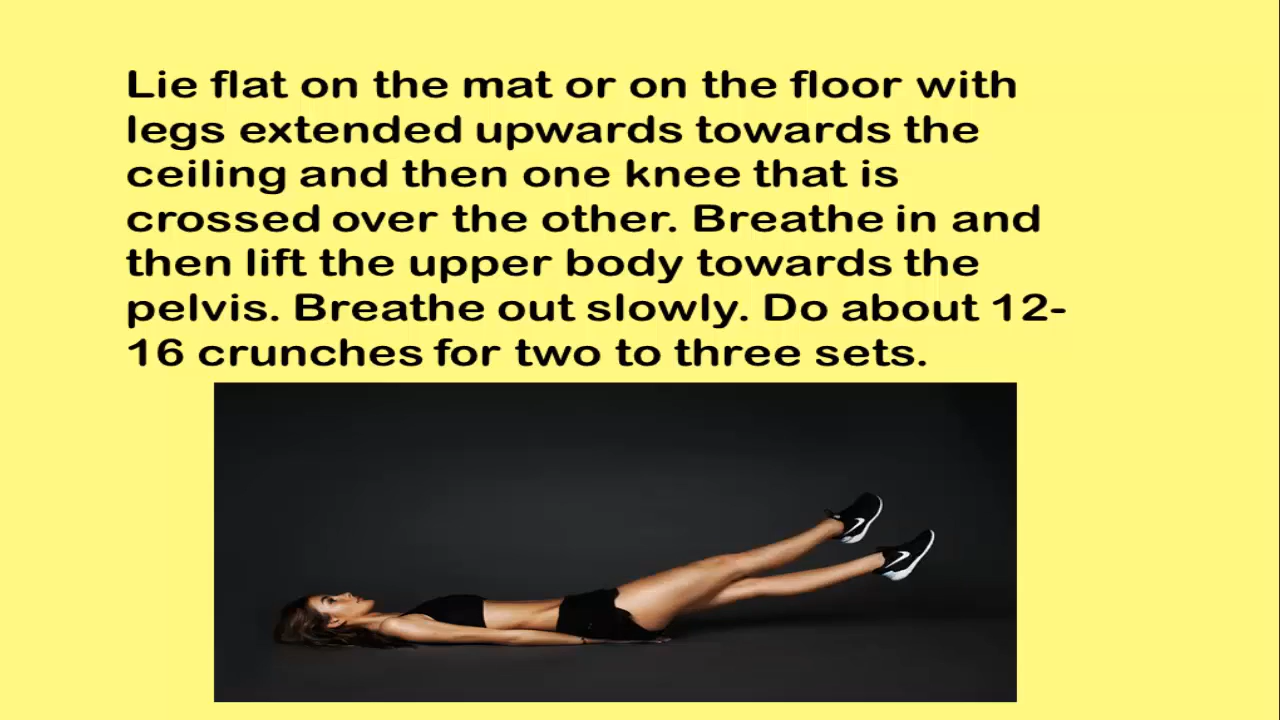 Lie flat on the mat or on the floor with
legs extended upwards towards the
ceiling and then one knee that is
crossed over the other. Breathe in and
then lift the upper body towards the
pelvis. Breathe out slowly. Do about 12-
16 crunches for two to three sets.